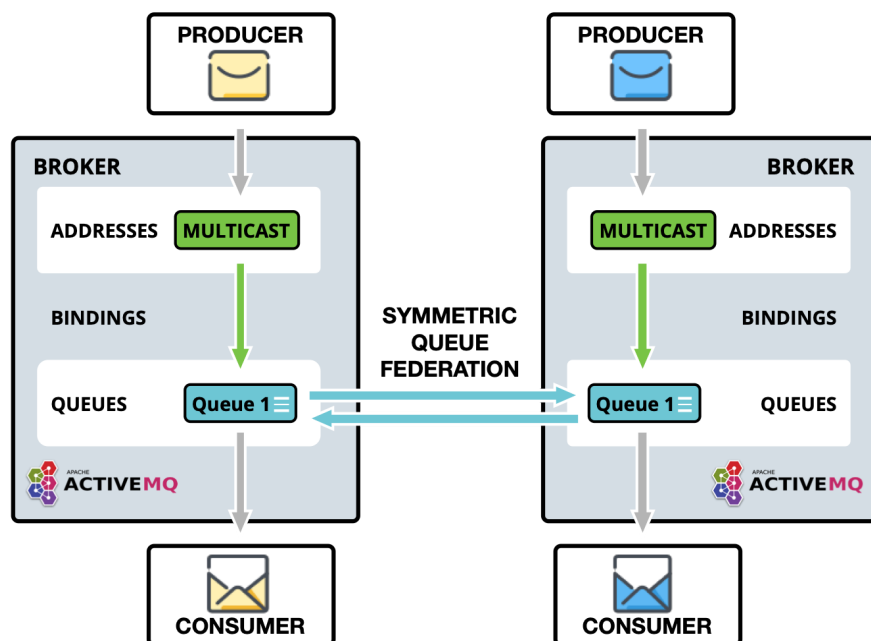 PRODUCER
PRODUCER
BROKER
ADDRESSES
MULTICAST
BINDINGS
QUEUES
Queue 1
APACHE
ACTIVEMQ
SYMMETRIC
QUEUE
FEDERATION
BROKER
MULTICAST
ADDRESSES
BINDINGS
Queue 1
QUEUES
APACHE
ACTIVEMQ
CONSUMER
CONSUMER